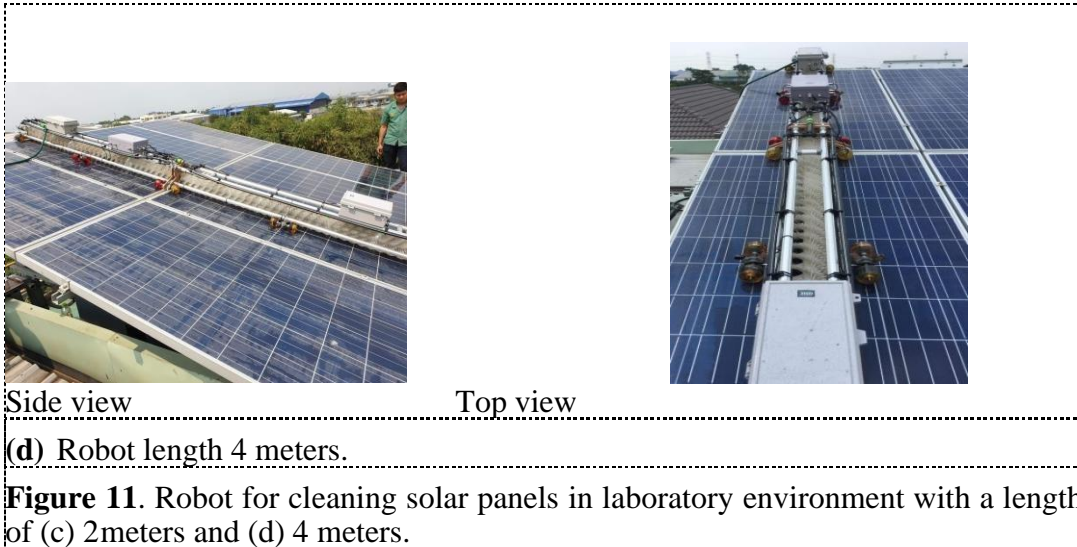 Side view
Top view
(d) Robot length 4 meters.
Figure 11. Robot for cleaning solar panels in laboratory environment with a length
of (c) 2meters and (d) 4 meters.